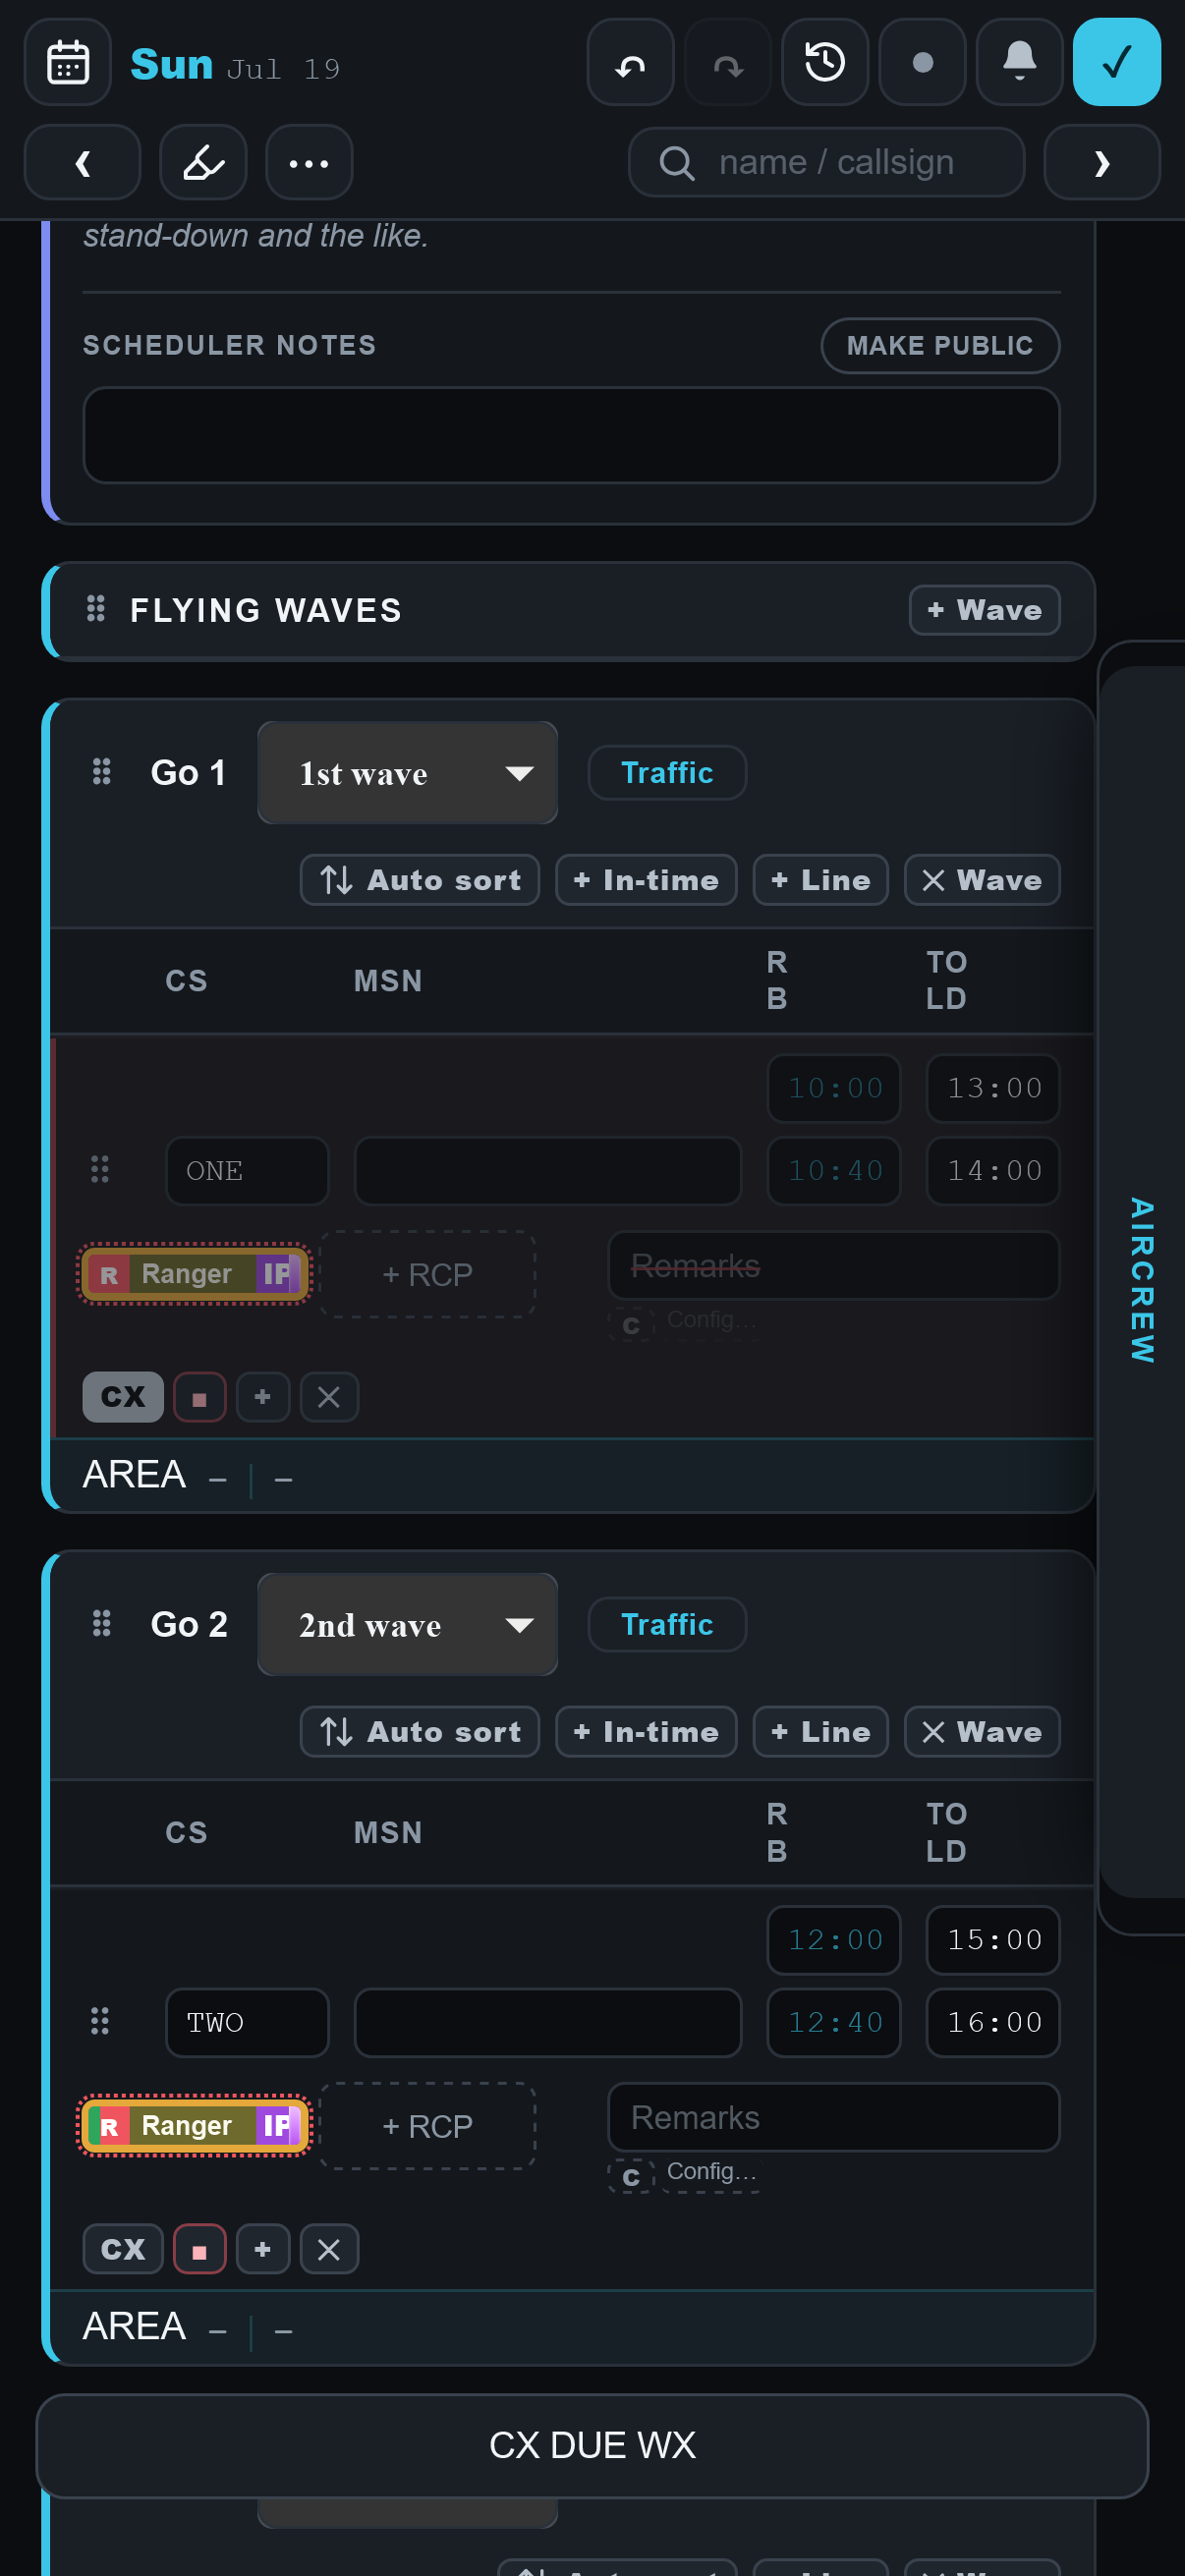 Sun Jul 19
name / callsign
stand-down and the like.
SCHEDULER NOTES MAKE PUBLIC
FLYING WAVES + Wave
Go 1 1st wave Traffic
Auto sort + In-time + Line × Wave
CS MSN R B TO LD
10:00 13:00
ONE 10:40 14:00
R Ranger IP + RCP Remarks
C Config...
CX + ×
AREA – | –
AIRCREW
Go 2 2nd wave Traffic
Auto sort + In-time + Line × Wave
CS MSN R B TO LD
12:00 15:00
TWO 12:40 16:00
R Ranger IP + RCP Remarks
C Config...
CX + ×
AREA – | –
CX DUE WX